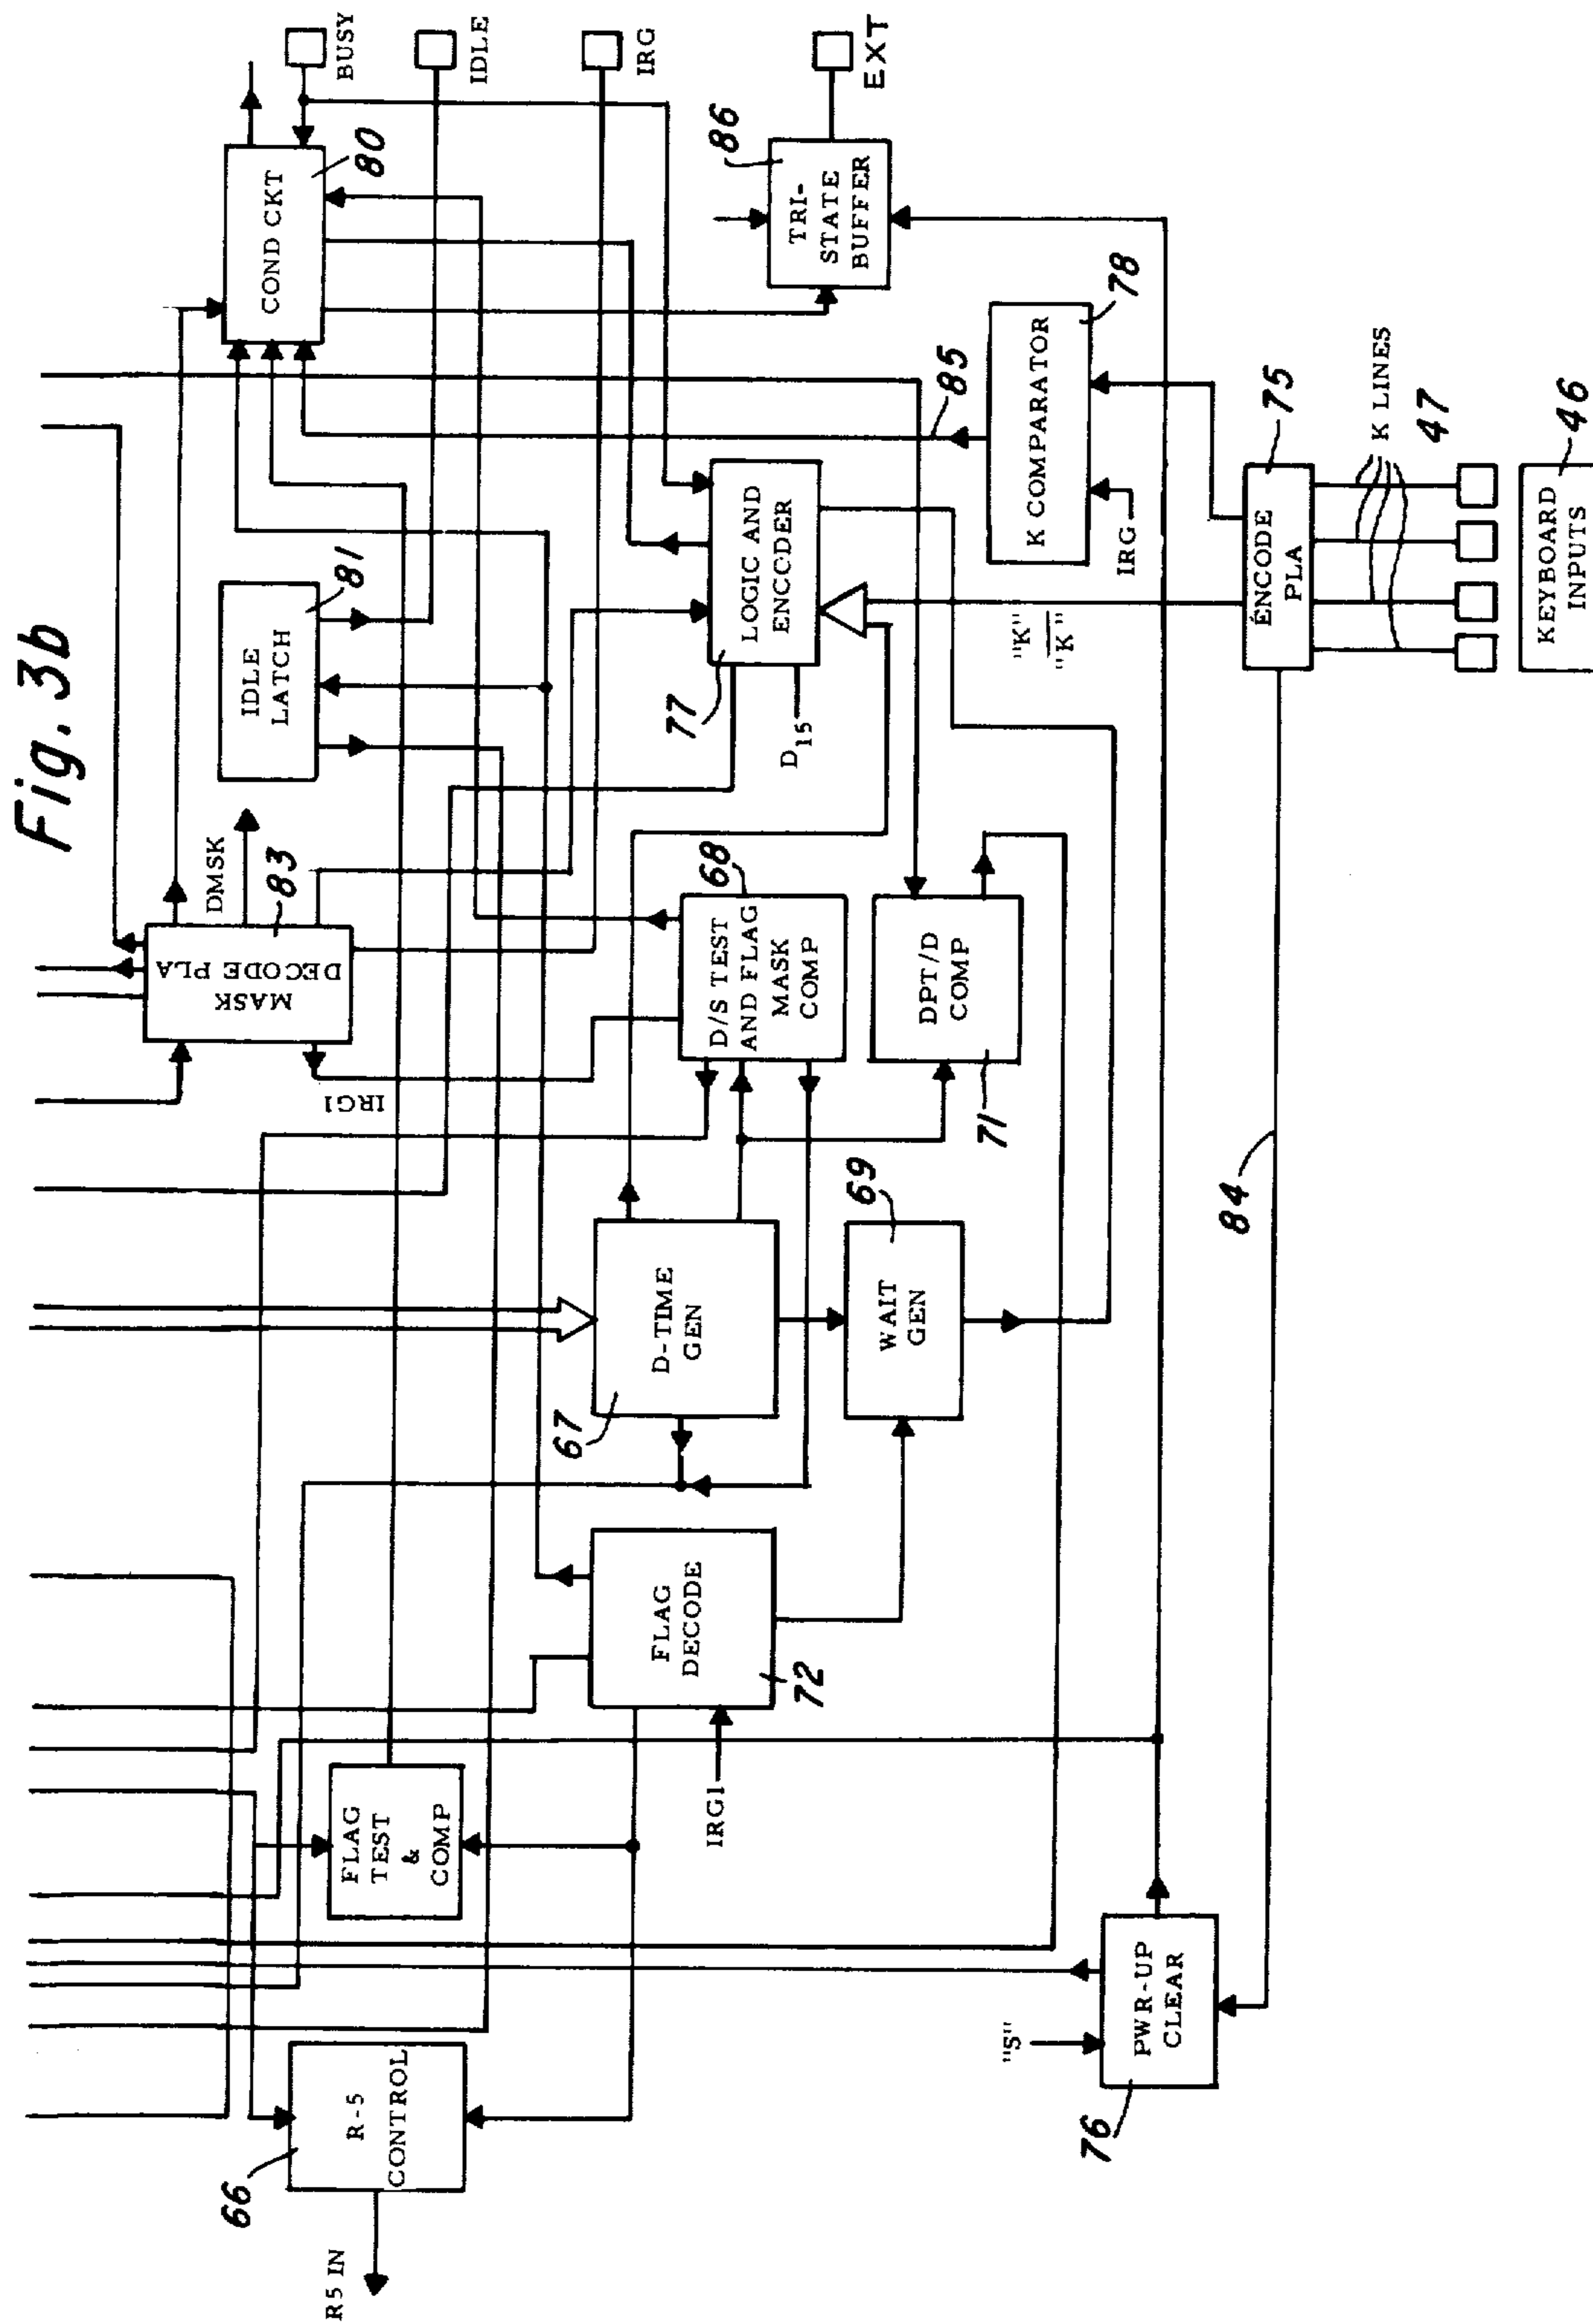 Fig. 3b
BUSY
IDLE
IRG
EXT
COND CKT
80
TRI-
STATE
BUFFER
86
K COMPARATOR
78
85
IRG
IDLE
LATCH
81
LOGIC AND
ENCODER
77
D15
"K"
"K"
ENCODE
PLA
75
K LINES
47
KEYBOARD
INPUTS
46
MASK
DECODE PLA
83
DMSK
IRG1
D/S TEST
AND FLAG
MASK
COMP
68
DPT/D
COMP
71
D-TIME
GEN
67
WAIT
GEN
69
84
FLAG
DECODE
72
IRG1
FLAG
TEST
&
COMP
R-5
CONTROL
66
R5 IN
"S"
PWR-UP
CLEAR
76